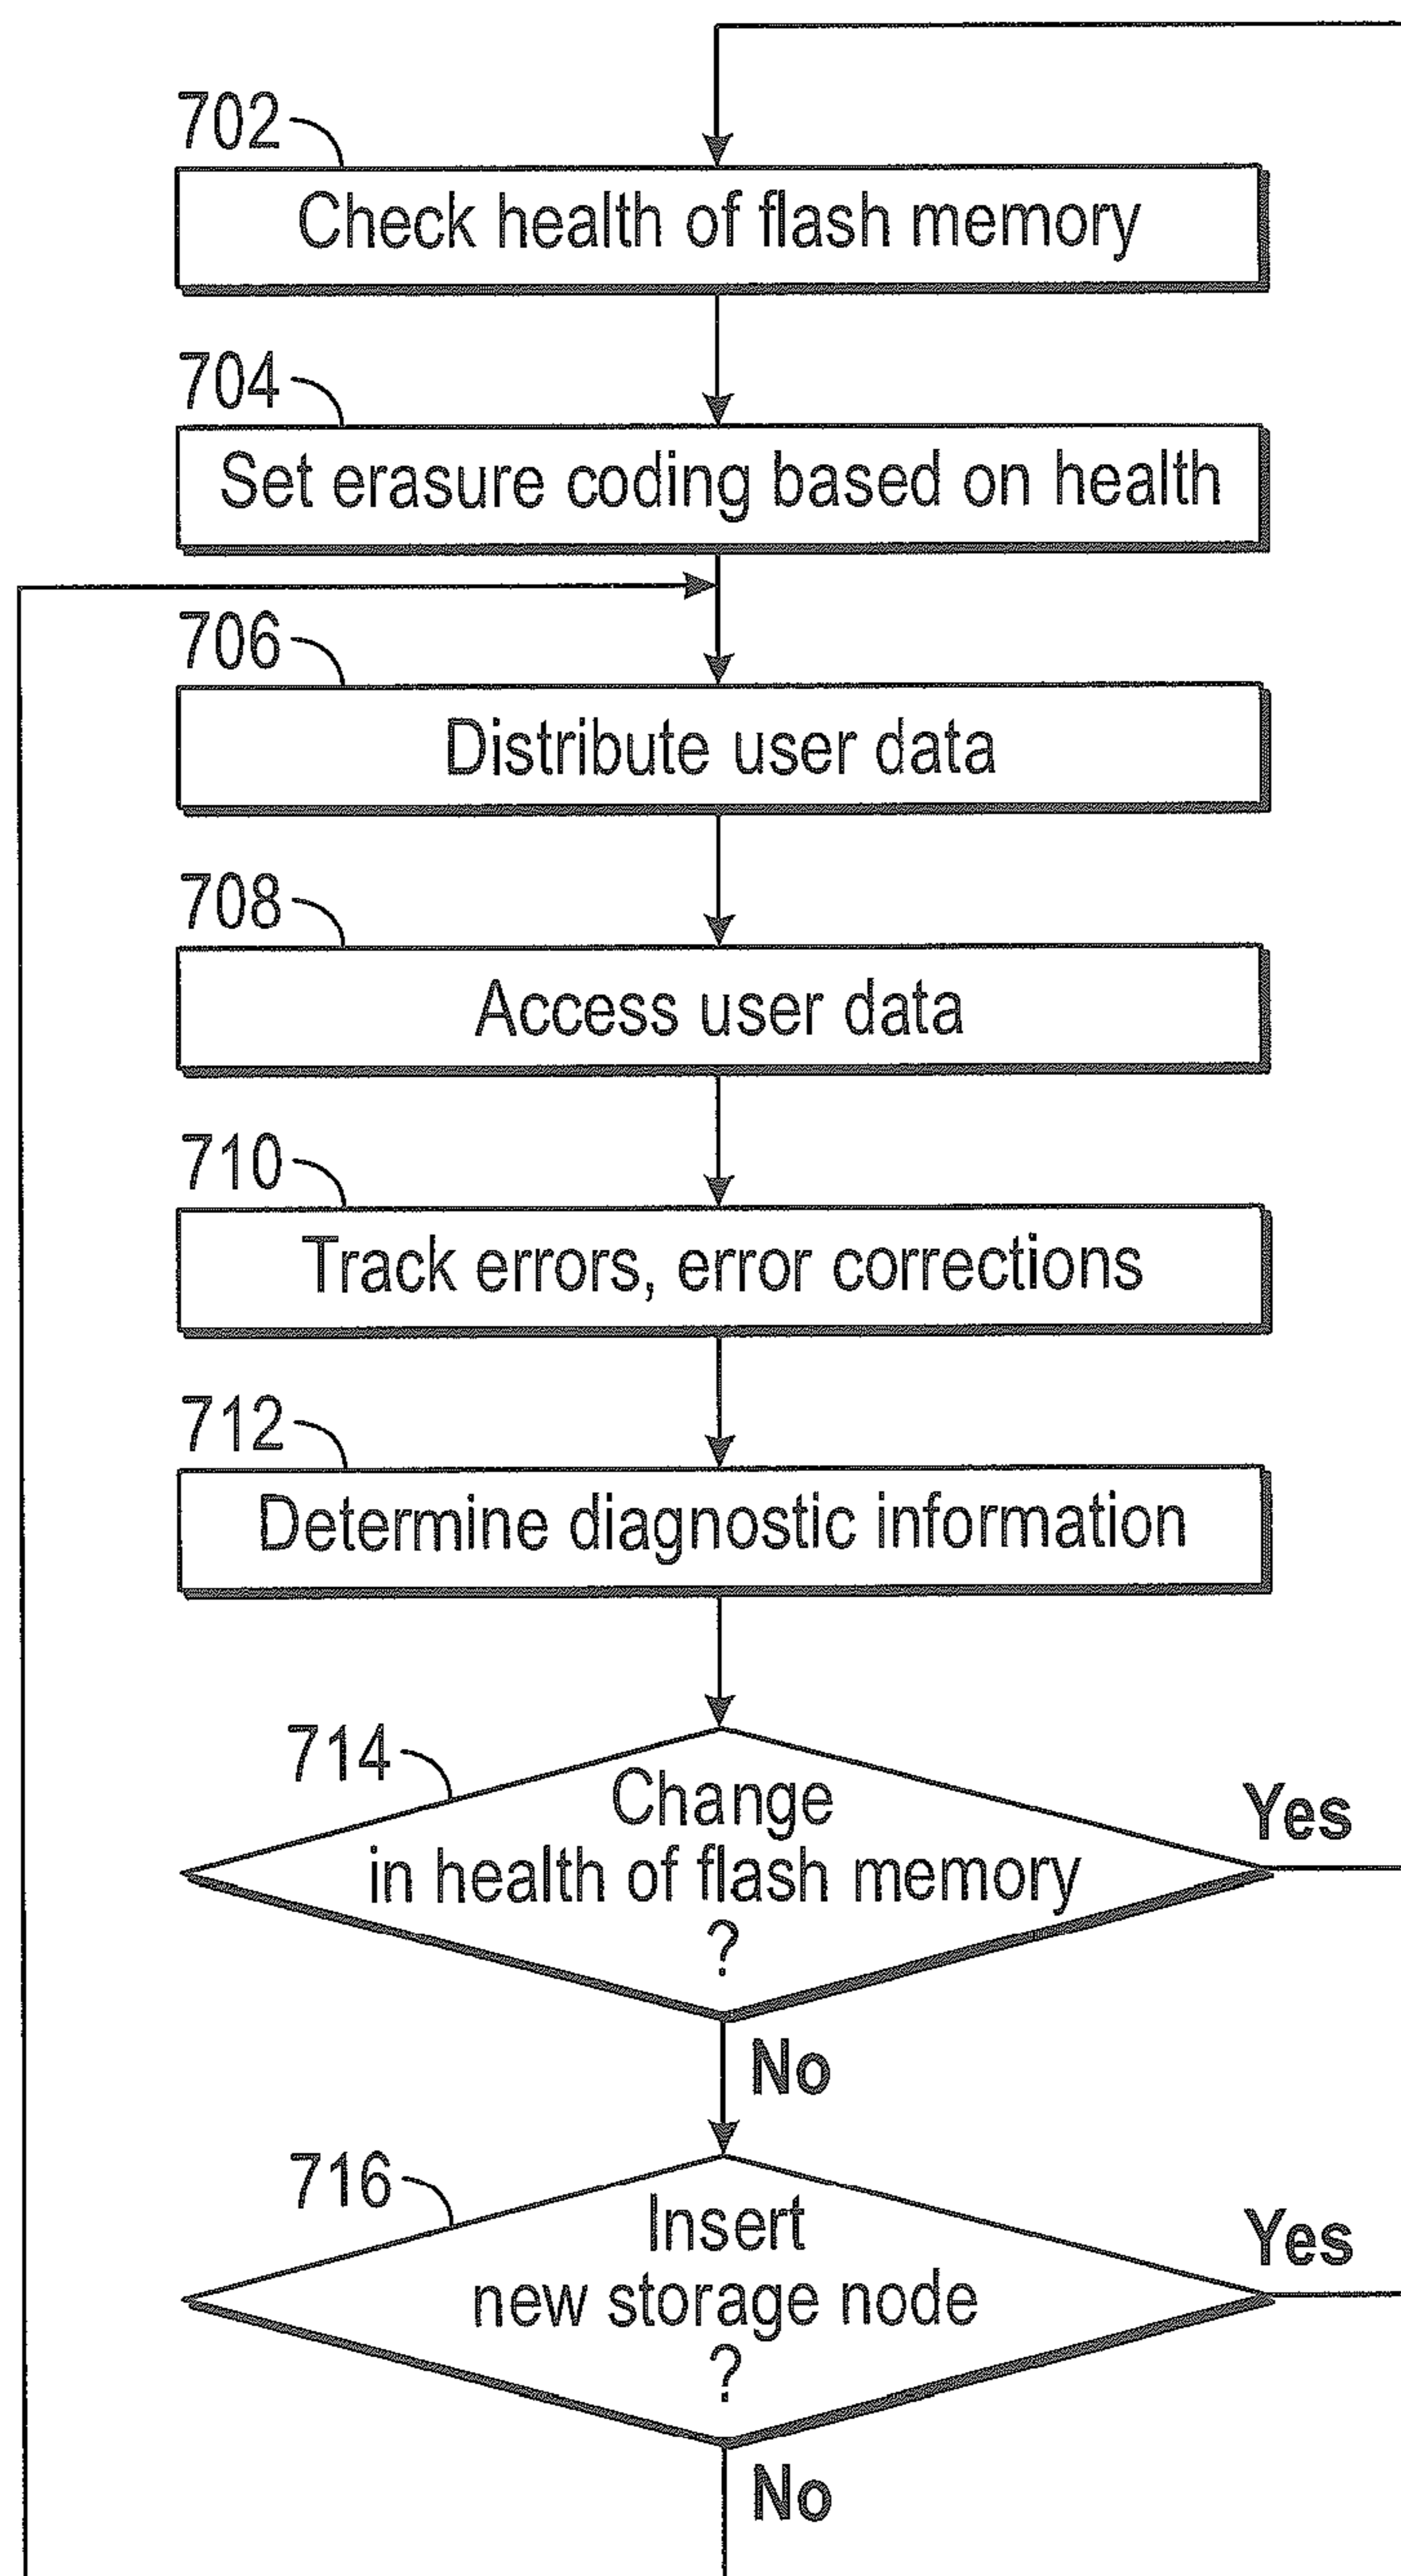 702
Check health of flash memory
704
Set erasure coding based on health
706
Distribute user data
708
Access user data
710
Track errors, error corrections
712
Determine diagnostic information
714
Change
in health of flash memory
?
Yes
No
716
Insert
new storage node
?
Yes
No